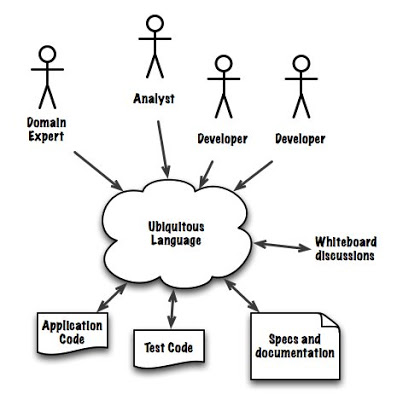 Analyst
Domain
Expert
Developer
Developer
Ubiquitous
Language
Whiteboard
discussions
Application
Code
Test Code
Specs and
documentation